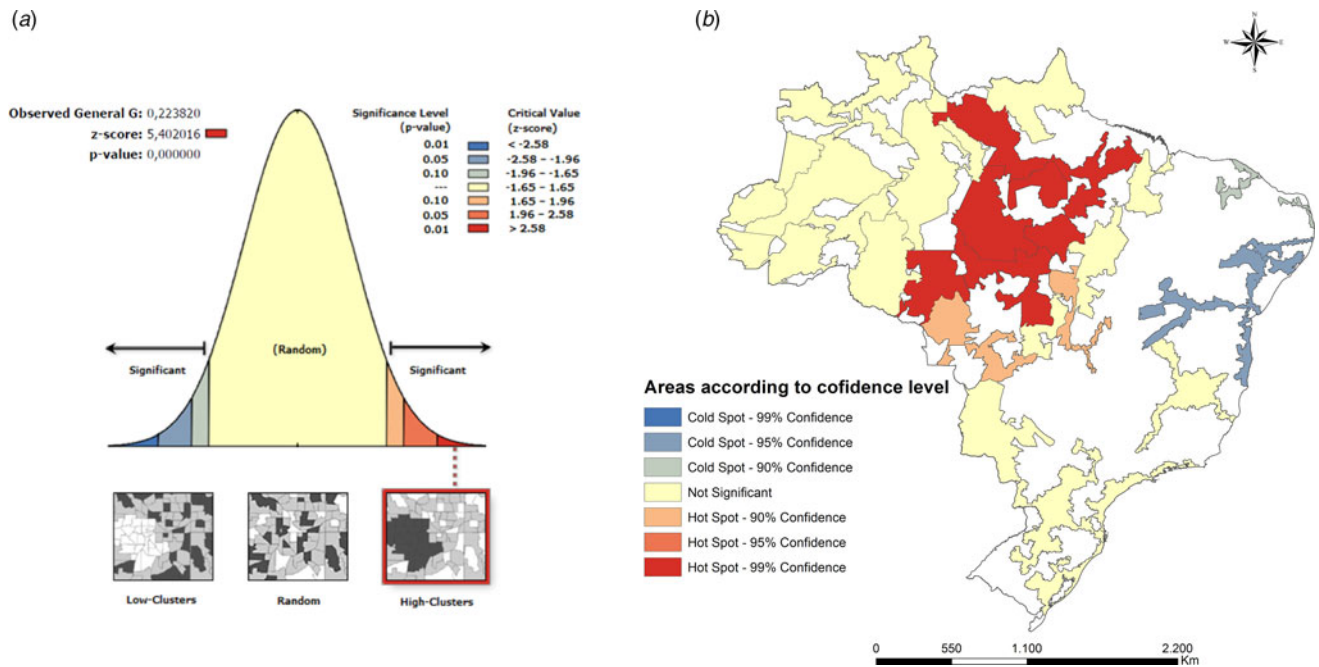 (a)
Observed General G: 0,223820
z-score: 5,402016
p-value: 0,000000
Significance Level
(p-value)
Critical Value
(z-score)
0.01 < -2.58
0.05 -2.58 – -1.96
0.10 -1.96 – -1.65
--- -1.65 – 1.65
0.10 1.65 – 1.96
0.05 1.96 – 2.58
0.01 > 2.58
Significant
(Random)
Significant
Low-Clusters
Random
High-Clusters
(b)
N
W E
S
Areas according to cofidence level
Cold Spot - 99% Confidence
Cold Spot - 95% Confidence
Cold Spot - 90% Confidence
Not Significant
Hot Spot - 90% Confidence
Hot Spot - 95% Confidence
Hot Spot - 99% Confidence
0 550 1.100 2.200
Km